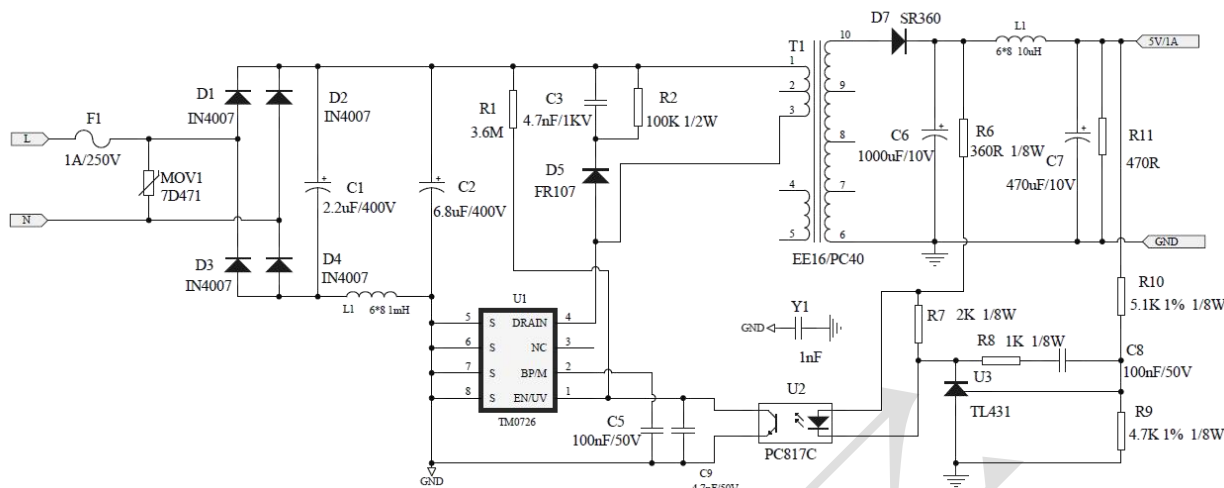 D7
SR360
L1
6*8 10uH
5V/1A
T1
10
1
2
3
9
8
4
7
5
6
EE16/PC40
D1
IN4007
D2
IN4007
R1
3.6M
C3
4.7nF/1KV
R2
100K 1/2W
L
F1
1A/250V
MOV1
7D471
N
C1
2.2uF/400V
C2
6.8uF/400V
D5
FR107
C6
1000uF/10V
R6
360R 1/8W
C7
470uF/10V
R11
470R
GND
D3
IN4007
D4
IN4007
L1
6*8 1mH
U1
5 S DRAIN 4
6 S NC 3
7 S BP/M 2
8 S EN/UV 1
TM0726
GND
Y1
1nF
R7
2K 1/8W
R10
5.1K 1% 1/8W
R8
1K 1/8W
C8
100nF/50V
U3
TL431
U2
PC817C
C5
100nF/50V
R9
4.7K 1% 1/8W
C9
4.7nF/50V
GND